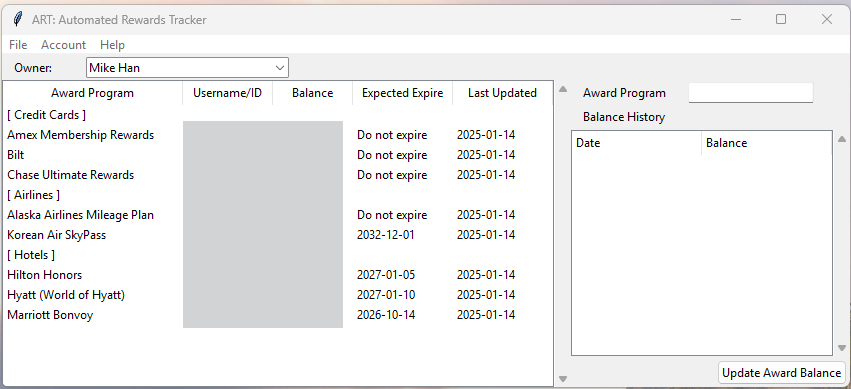 ART: Automated Rewards Tracker
File Account Help
Owner: Mike Han
Award Program Username/ID Balance Expected Expire Last Updated
[ Credit Cards ]
Amex Membership Rewards Do not expire 2025-01-14
Bilt Do not expire 2025-01-14
Chase Ultimate Rewards Do not expire 2025-01-14
[ Airlines ]
Alaska Airlines Mileage Plan Do not expire 2025-01-14
Korean Air SkyPass 2032-12-01 2025-01-14
[ Hotels ]
Hilton Honors 2027-01-05 2025-01-14
Hyatt (World of Hyatt) 2027-01-10 2025-01-14
Marriott Bonvoy 2026-10-14 2025-01-14
Award Program
Balance History
Date Balance
Update Award Balance